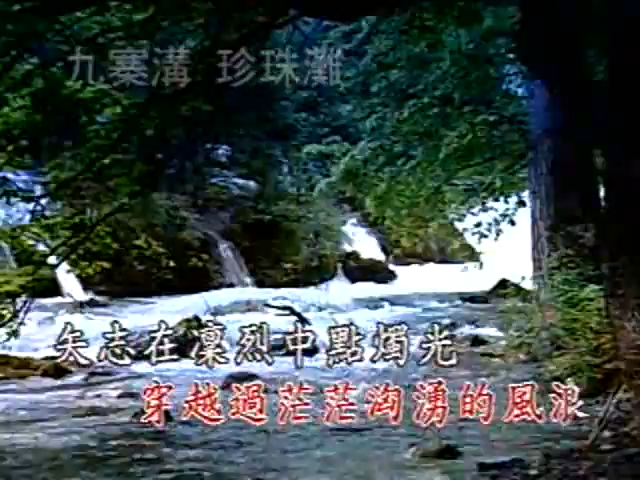 九寨溝 珍珠灘
矢志在凜烈中點燭光
穿越過茫茫洶湧的風浪